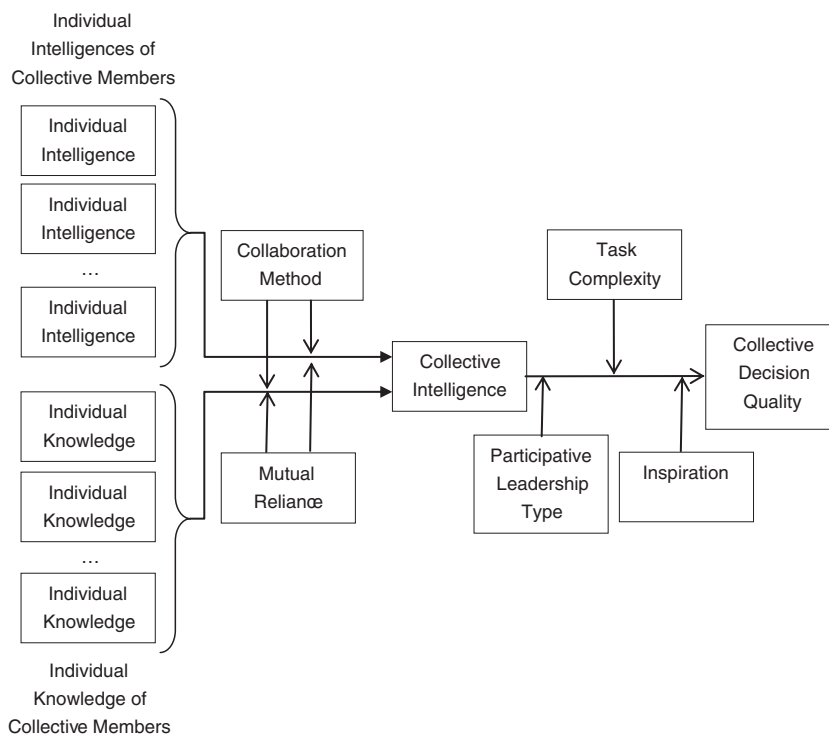 Individual
Intelligences of
Collective Members
Individual
Intelligence
Individual
Intelligence
...
Individual
Intelligence
Individual
Knowledge
Individual
Knowledge
...
Individual
Knowledge
Individual
Knowledge of
Collective Members
Collaboration
Method
Mutual
Reliance
Collective
Intelligence
Task
Complexity
Participative
Leadership
Type
Inspiration
Collective
Decision
Quality